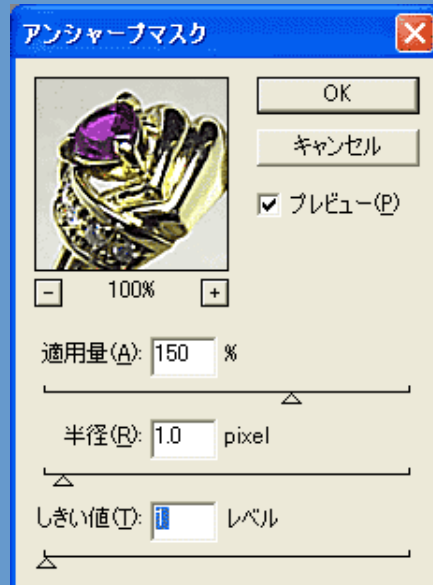 アンシャープマスク
OK
キャンセル
プレビュー(P)
100%
適用量(A): 150 %
半径(R): 1.0 pixel
しきい値(T): 1 レベル